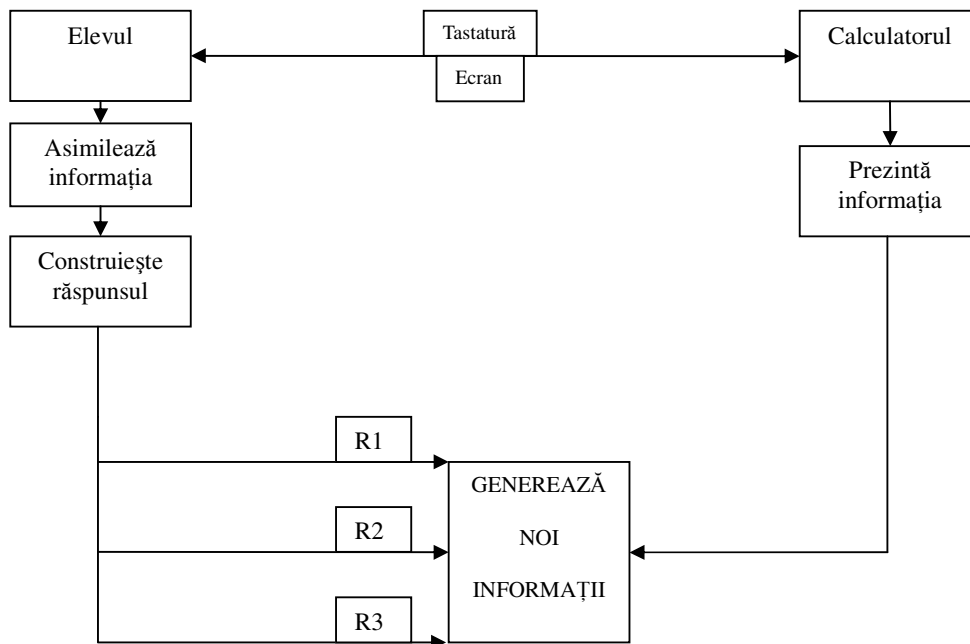 Elevul
Tastatură
Ecran
Calculatorul
Asimilează
informația
Prezintă
informația
Construiește
răspunsul
R1
R2
R3
GENEREAZĂ
NOI
INFORMAȚII